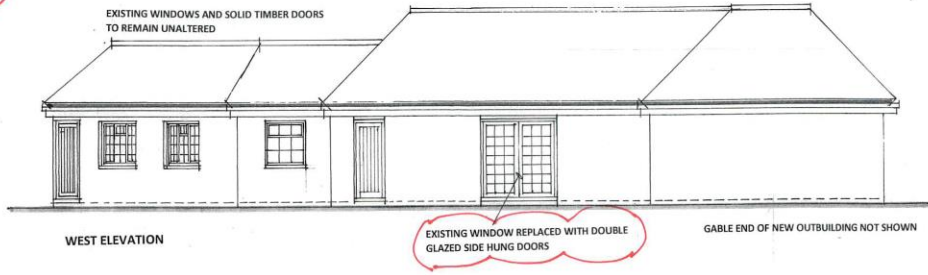 EXISTING WINDOWS AND SOLID TIMBER DOORS
TO REMAIN UNALTERED
WEST ELEVATION
EXISTING WINDOW REPLACED WITH DOUBLE
GLAZED SIDE HUNG DOORS
GABLE END OF NEW OUTBUILDING NOT SHOWN